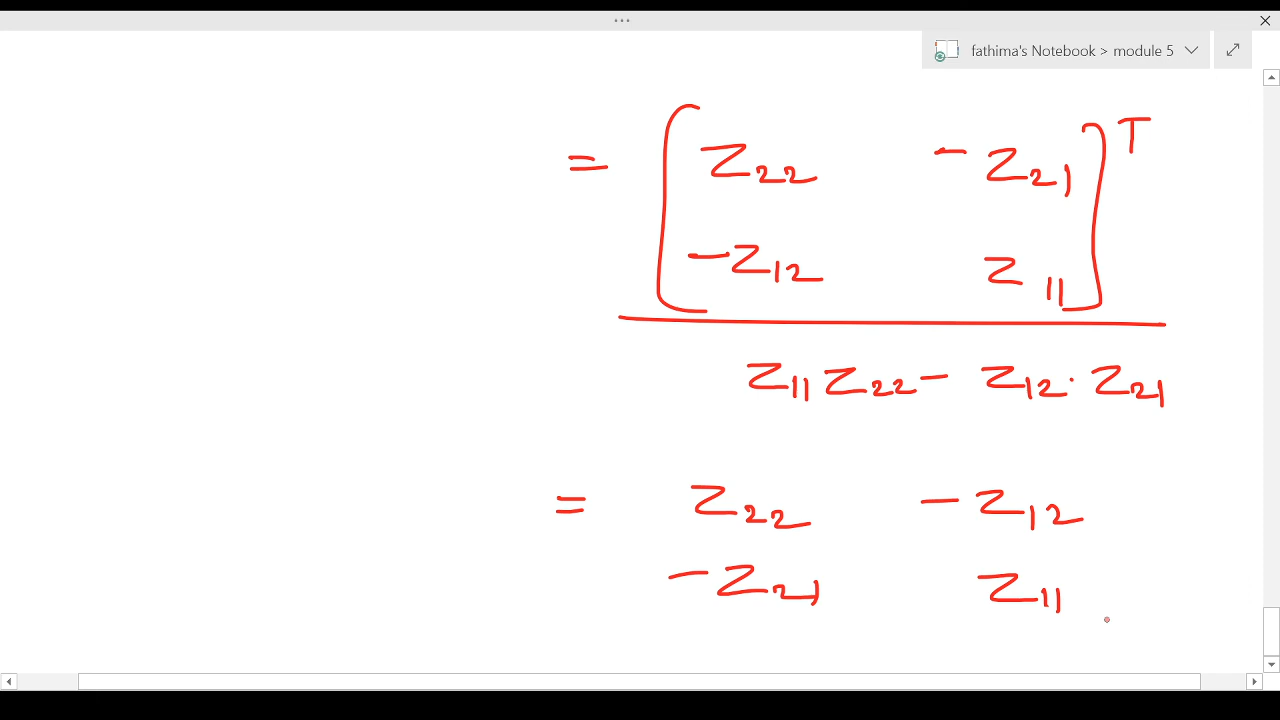 fathima's Notebook > module 5
= [ Z22 -Z21 ] T
-Z12 Z11
Z11 Z22 - Z12 · Z21
= Z22 - Z12
- Z21 Z11